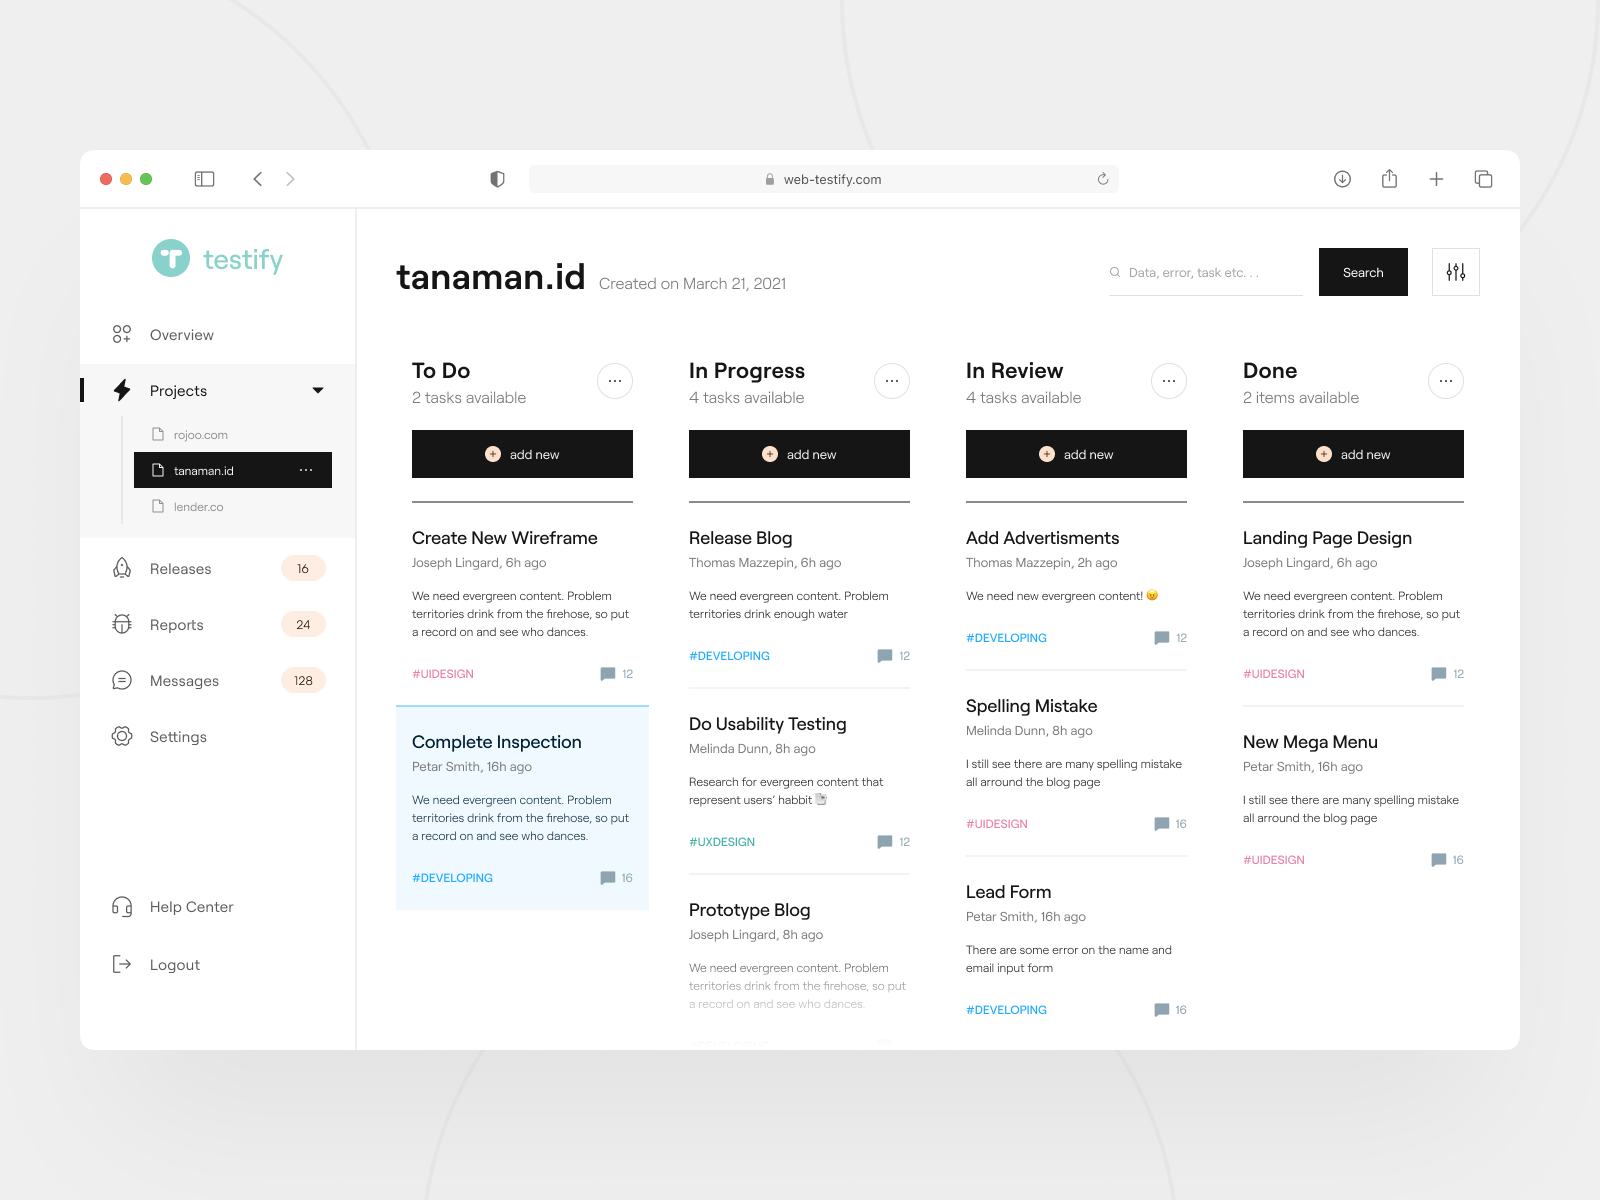 web-testify.com
testify
Overview
Projects
rojoo.com
tanaman.id
lender.co
Releases 16
Reports 24
Messages 128
Settings
Help Center
Logout
tanaman.id Created on March 21, 2021
Data, error, task etc. . .
Search
To Do
2 tasks available
add new
Create New Wireframe
Joseph Lingard, 6h ago
We need evergreen content. Problem
territories drink from the firehose, so put
a record on and see who dances.
#UIDESIGN 12
Complete Inspection
Petar Smith, 16h ago
We need evergreen content. Problem
territories drink from the firehose, so put
a record on and see who dances.
#DEVELOPING 16
In Progress
4 tasks available
add new
Release Blog
Thomas Mazzepin, 6h ago
We need evergreen content. Problem
territories drink enough water
#DEVELOPING 12
Do Usability Testing
Melinda Dunn, 8h ago
Research for evergreen content that
represent users’ habbit
#UXDESIGN 12
Prototype Blog
Joseph Lingard, 8h ago
We need evergreen content. Problem
territories drink from the firehose, so put
a record on and see who dances.
In Review
4 tasks available
add new
Add Advertisments
Thomas Mazzepin, 2h ago
We need new evergreen content! 😠
#DEVELOPING 12
Spelling Mistake
Melinda Dunn, 8h ago
I still see there are many spelling mistake
all arround the blog page
#UIDESIGN 16
Lead Form
Petar Smith, 16h ago
There are some error on the name and
email input form
#DEVELOPING 16
Done
2 items available
add new
Landing Page Design
Joseph Lingard, 6h ago
We need evergreen content. Problem
territories drink from the firehose, so put
a record on and see who dances.
#UIDESIGN 12
New Mega Menu
Petar Smith, 16h ago
I still see there are many spelling mistake
all arround the blog page
#UIDESIGN 16